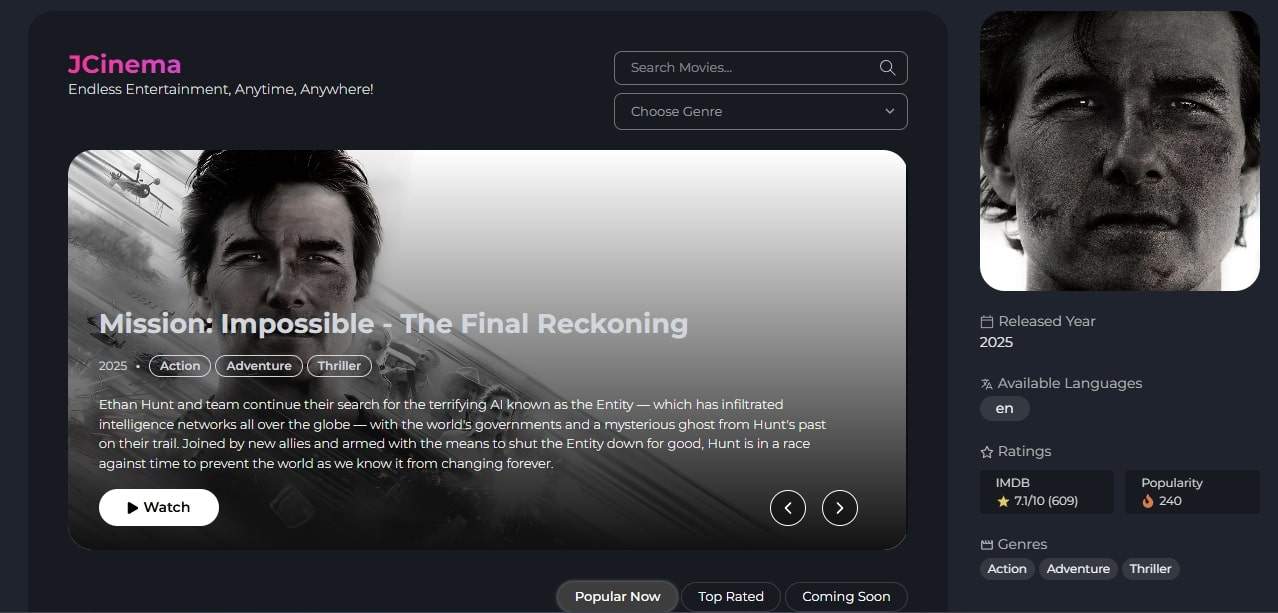 JCinema
Endless Entertainment, Anytime, Anywhere!
Search Movies...
Choose Genre
Mission: Impossible - The Final Reckoning
2025 • Action Adventure Thriller
Ethan Hunt and team continue their search for the terrifying AI known as the Entity — which has infiltrated
intelligence networks all over the globe — with the world's governments and a mysterious ghost from Hunt's past
on their trail. Joined by new allies and armed with the means to shut the Entity down for good, Hunt is in a race
against time to prevent the world as we know it from changing forever.
Watch
Popular Now Top Rated Coming Soon
Released Year
2025
Available Languages
en
Ratings
IMDB Popularity
7.1/10 (609) 240
Genres
Action Adventure Thriller